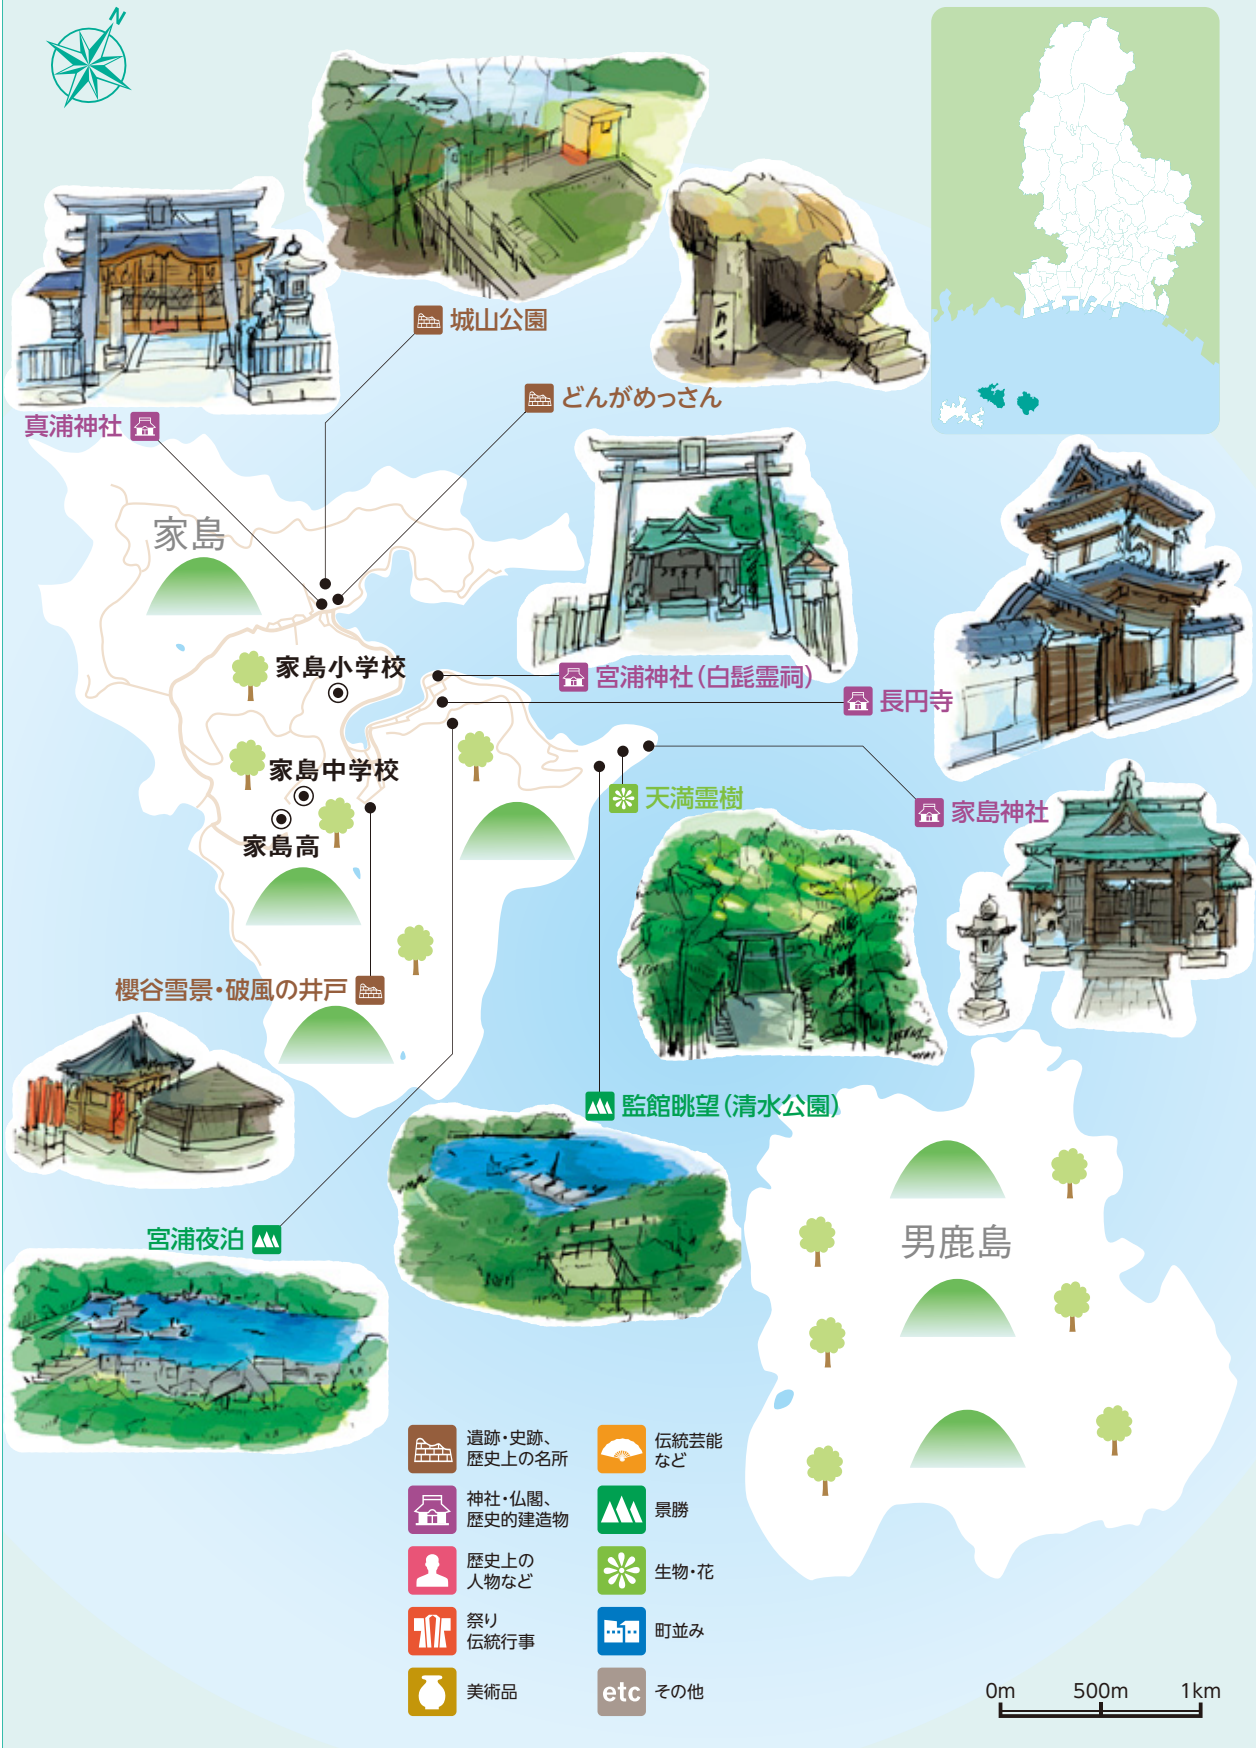 N
城山公園
どんがめっさん
真浦神社
家島
家島小学校
宮浦神社(白髭霊祠)
長円寺
家島中学校
天満霊樹
家島神社
家島高
櫻谷雪景・破風の井戸
監館眺望(清水公園)
宮浦夜泊
男鹿島
遺跡・史跡、
歴史上の名所
神社・仏閣、
歴史的建造物
歴史上の
人物など
祭り
伝統行事
美術品
伝統芸能
など
景勝
生物・花
町並み
etc その他
0m 500m 1km